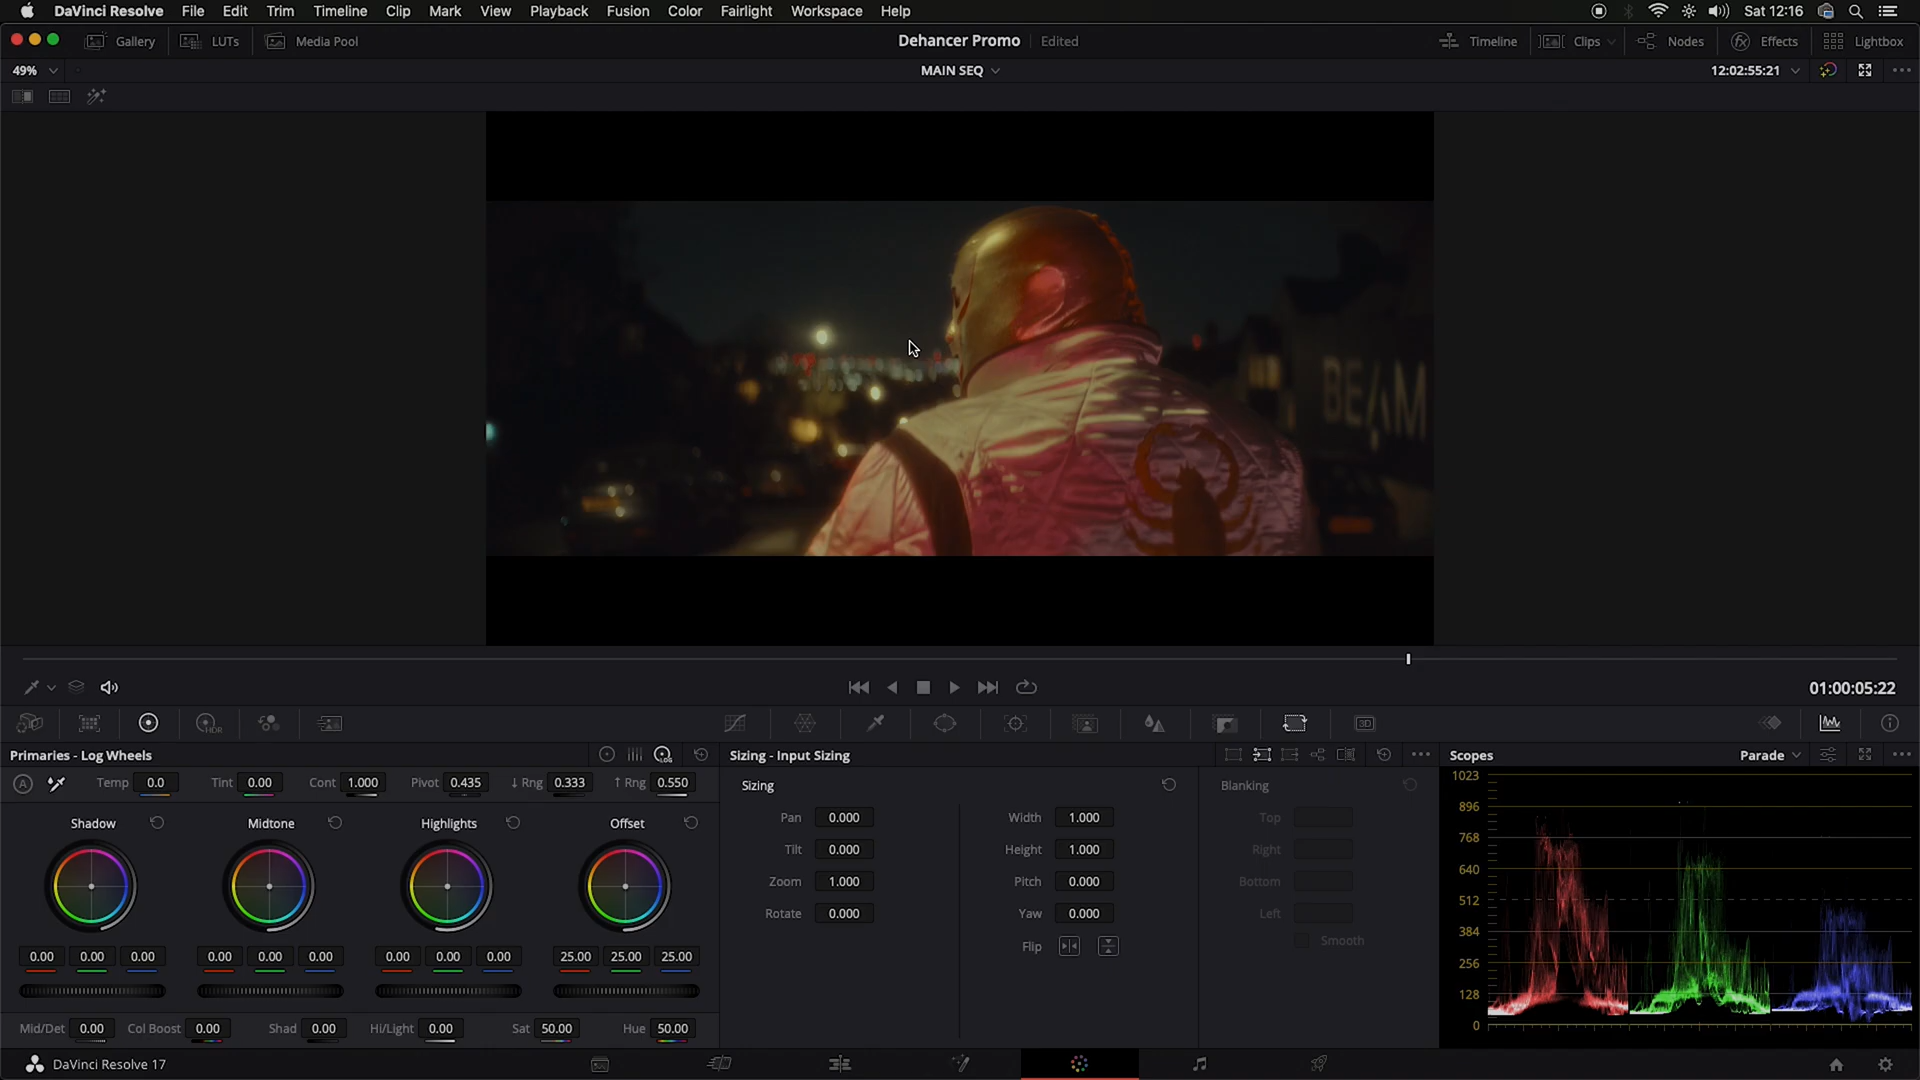 DaVinci Resolve File Edit Trim Timeline Clip Mark View Playback Fusion Color Fairlight Workspace Help Sat 12:16
Gallery LUTs Media Pool Dehancer Promo Edited Timeline Clips Nodes Effects Lightbox
49% MAIN SEQ 12:02:55:21
BEAM
01:00:05:22
HDR 3D
Primaries - Log Wheels LOG Sizing - Input Sizing Scopes Parade
A Temp 0.0 Tint 0.00 Cont 1.000 Pivot 0.435 ↓ Rng 0.333 ↑ Rng 0.550 Sizing Blanking 1023
Shadow Midtone Highlights Offset Pan 0.000 Width 1.000 Top 896
Tilt 0.000 Height 1.000 Right 768
Zoom 1.000 Pitch 0.000 Bottom 640
Rotate 0.000 Yaw 0.000 Left 512
Flip Smooth 384
0.00 0.00 0.00 0.00 0.00 0.00 0.00 0.00 0.00 25.00 25.00 25.00 256
128
Mid/Det 0.00 Col Boost 0.00 Shad 0.00 Hi/Light 0.00 Sat 50.00 Hue 50.00 0
DaVinci Resolve 17